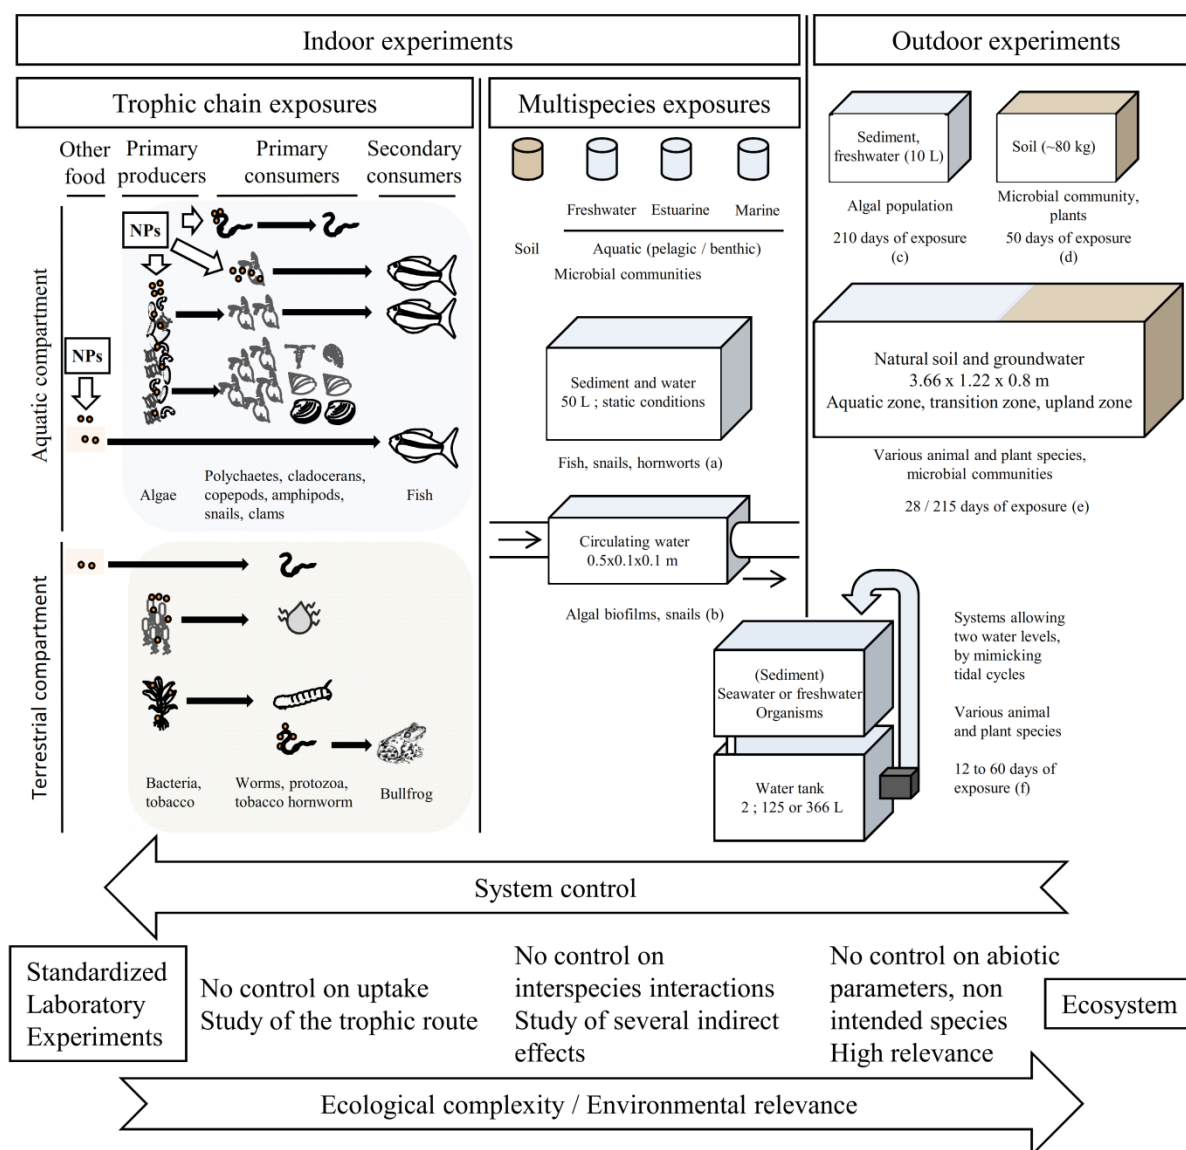 Indoor experiments
Outdoor experiments
Trophic chain exposures
Multispecies exposures
Other
food
Primary
producers
Primary
consumers
Secondary
consumers
Aquatic compartment
NPs
NPs
Algae
Polychaetes, cladocerans,
copepods, amphipods,
snails, clams
Fish
Terrestrial compartment
Bacteria,
tobacco
Worms, protozoa,
tobacco hornworm
Bullfrog
Freshwater
Estuarine
Marine
Soil
Aquatic (pelagic / benthic)
Microbial communities
Sediment and water
50 L ; static conditions
Fish, snails, hornworts (a)
Circulating water
0.5x0.1x0.1 m
Algal biofilms, snails (b)
Sediment,
freshwater (10 L)
Algal population
210 days of exposure
(c)
Soil (~80 kg)
Microbial community,
plants
50 days of exposure
(d)
Natural soil and groundwater
3.66 x 1.22 x 0.8 m
Aquatic zone, transition zone, upland zone
Various animal and plant species,
microbial communities
28 / 215 days of exposure (e)
(Sediment)
Seawater or freshwater
Organisms
Water tank
2 ; 125 or 366 L
Systems allowing
two water levels,
by mimicking
tidal cycles
Various animal
and plant species
12 to 60 days of
exposure (f)
System control
Standardized
Laboratory
Experiments
No control on uptake
Study of the trophic route
No control on
interspecies interactions
Study of several indirect
effects
No control on abiotic
parameters, non
intended species
High relevance
Ecosystem
Ecological complexity / Environmental relevance